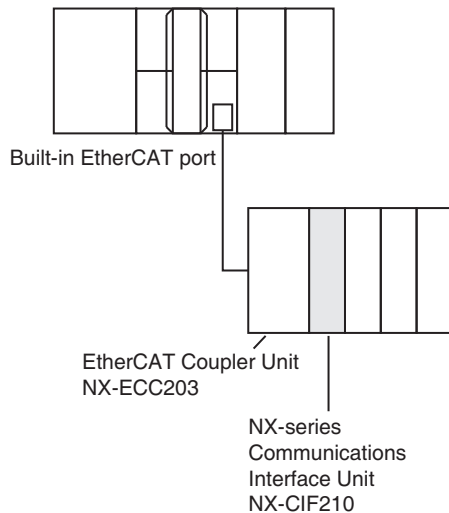 Built-in EtherCAT port
EtherCAT Coupler Unit
NX-ECC203
NX-series
Communications
Interface Unit
NX-CIF210